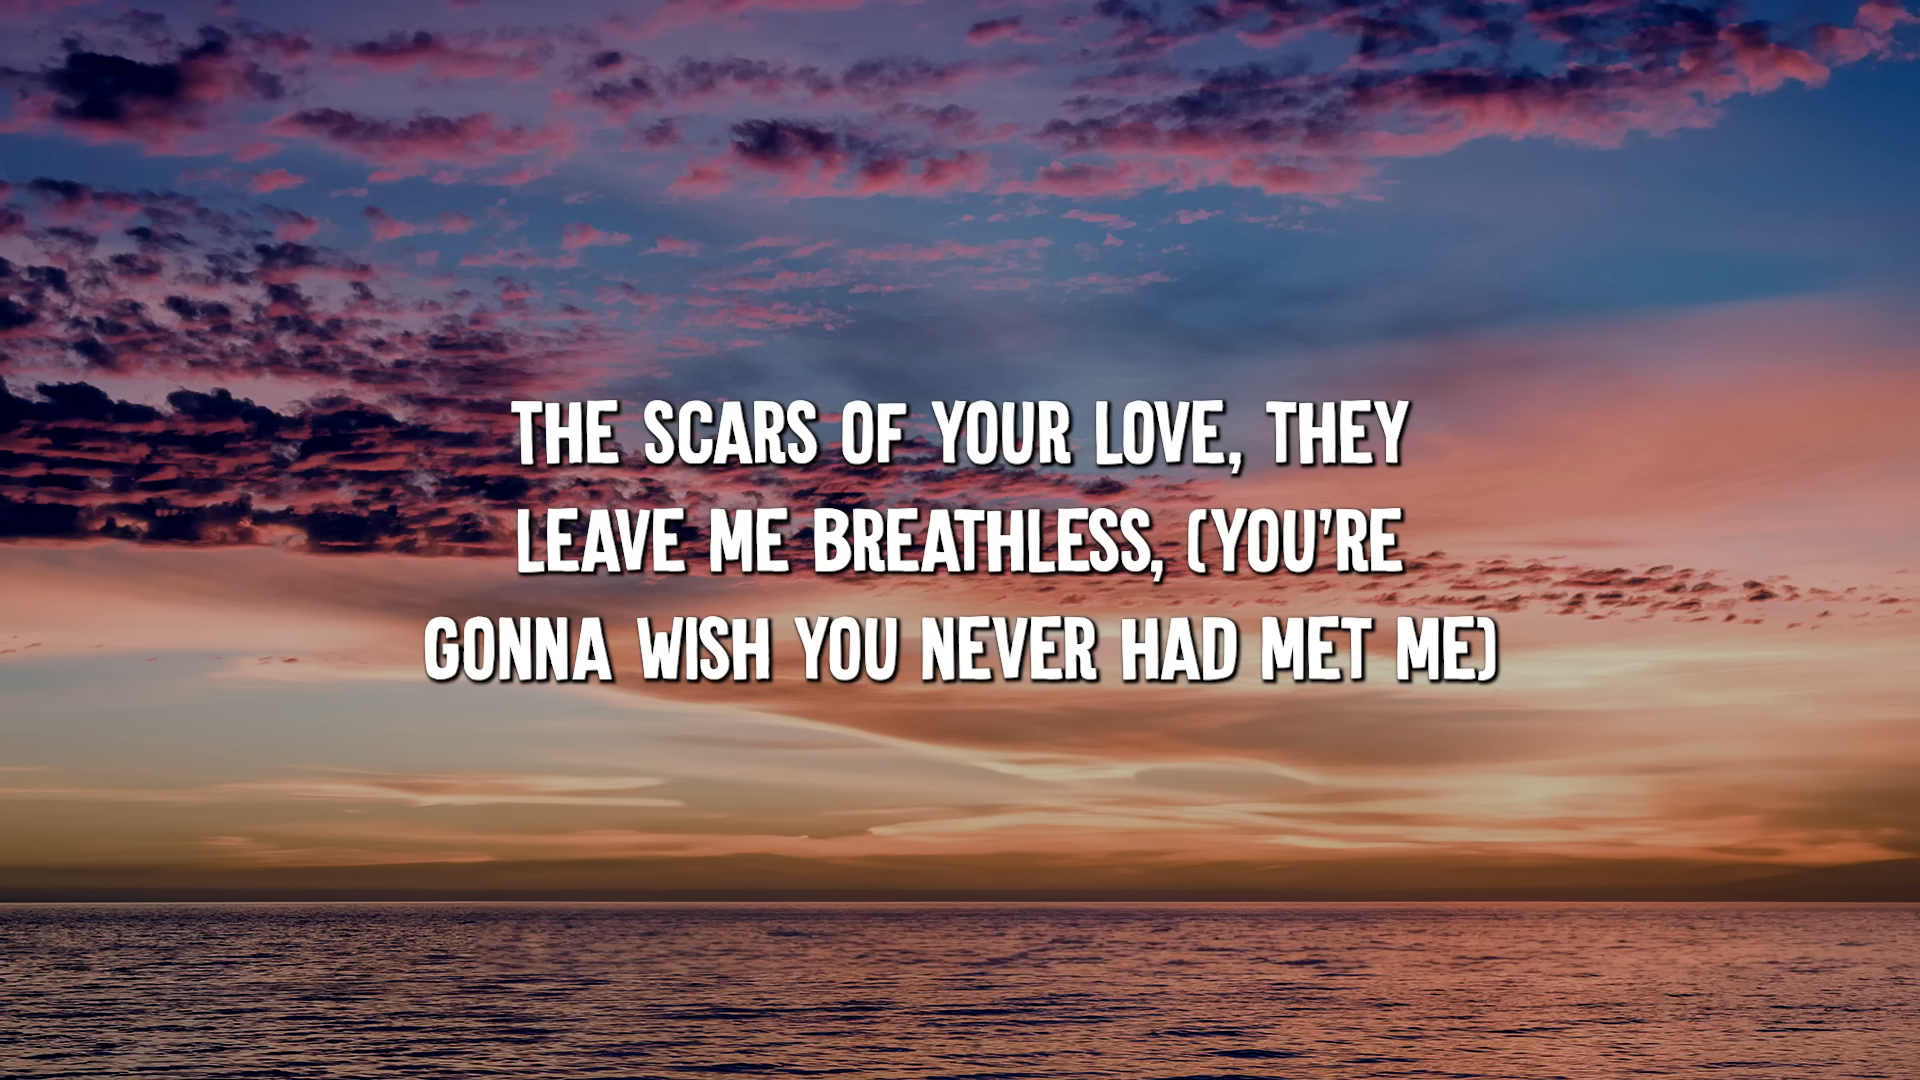 THE SCARS OF YOUR LOVE, THEY
LEAVE ME BREATHLESS, (YOU'RE
GONNA WISH YOU NEVER HAD MET ME)